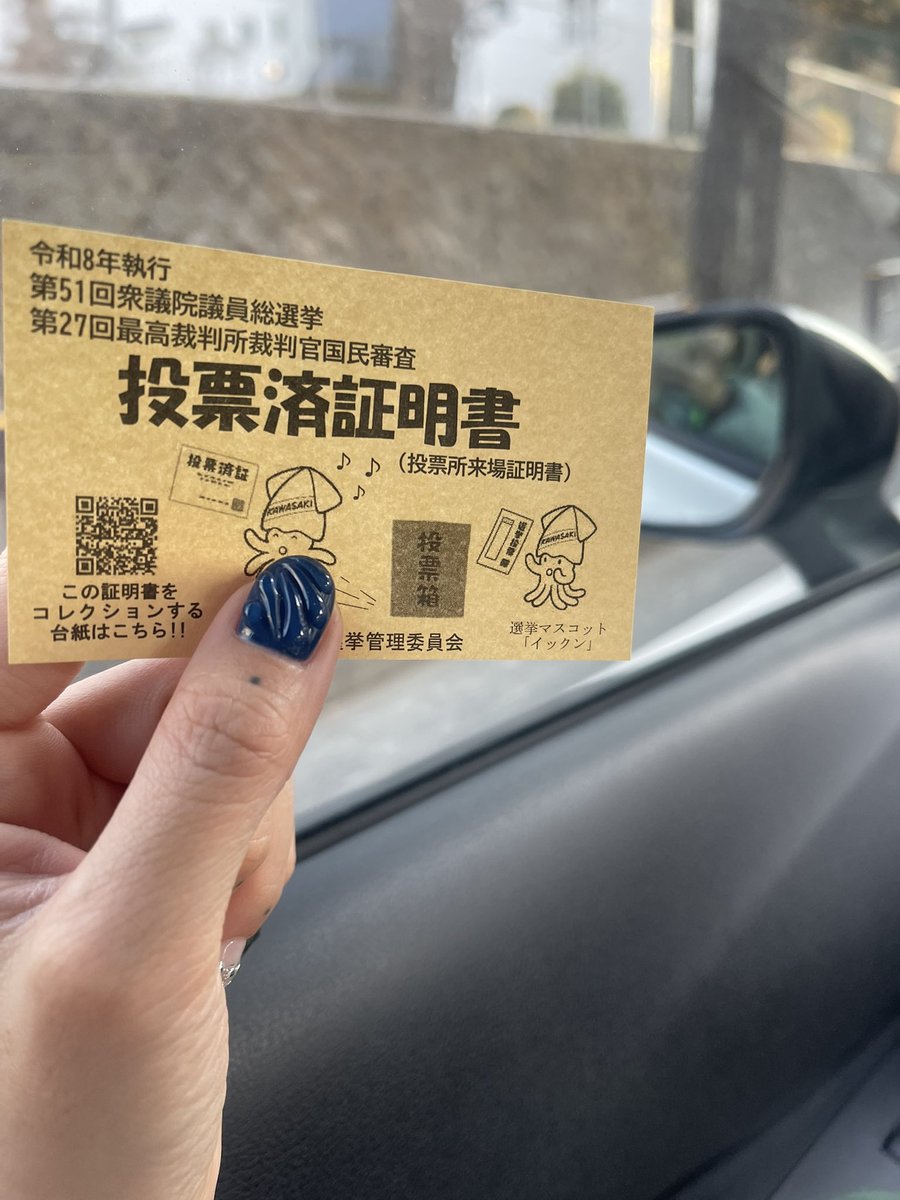 令和8年執行
第51回衆議院議員総選挙
第27回最高裁判所裁判官国民審査
投票済証明書
(投票所来場証明書)
投票済証
KAWASAKI
投票箱
KAWASAKI
この証明書を
コレクションする
台紙はこちら!!
挙管理委員会
選挙マスコット
「イックン」